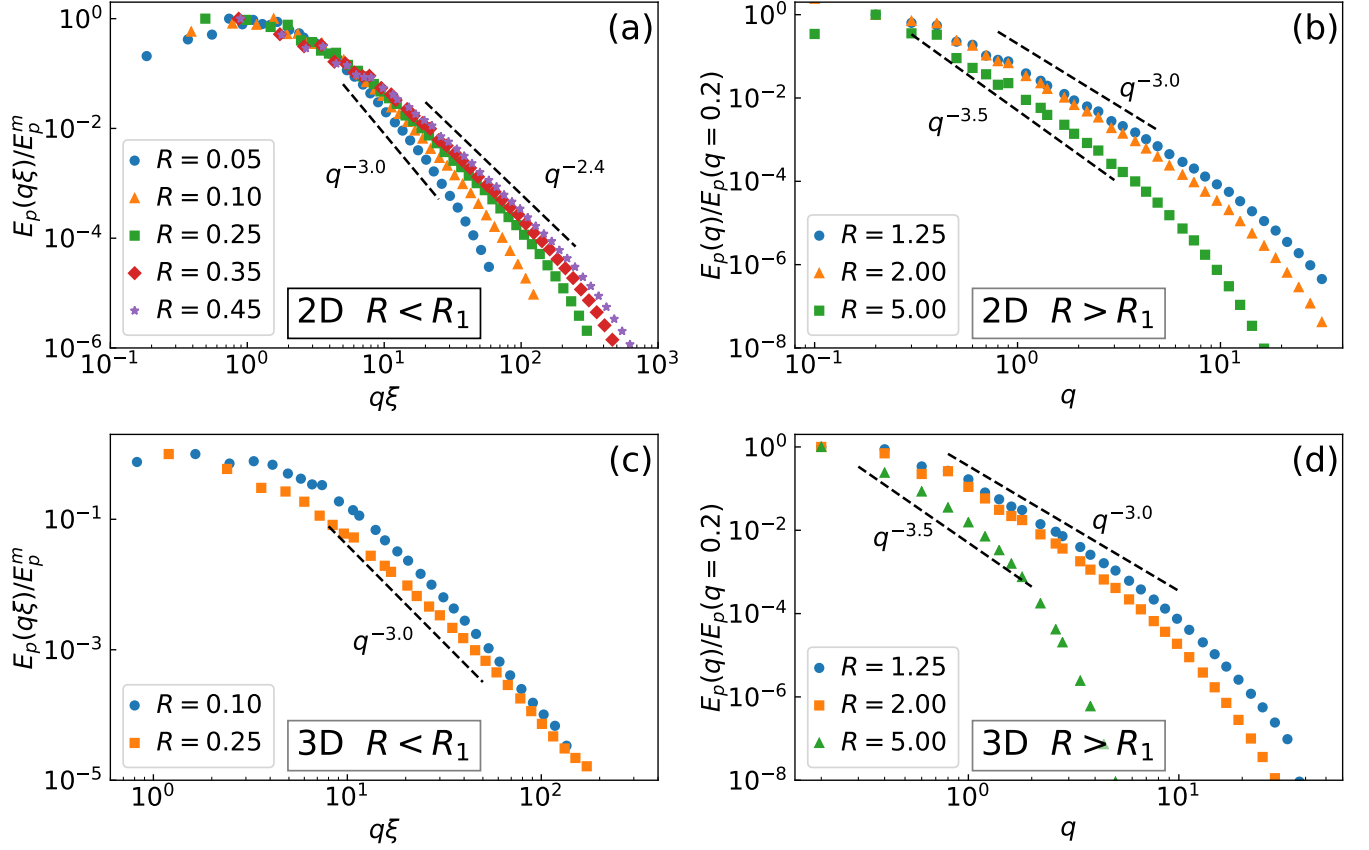 (a)
10^0
10^{-2}
10^{-4}
10^{-6}
E_p(qξ)/E_p^m
q^{-3.0}
q^{-2.4}
R = 0.05
R = 0.10
R = 0.25
R = 0.35
R = 0.45
2D R < R_1
10^{-1} 10^0 10^1 10^2 10^3
qξ
(b)
10^0
10^{-2}
10^{-4}
10^{-6}
10^{-8}
E_p(q)/E_p(q = 0.2)
q^{-3.0}
q^{-3.5}
R = 1.25
R = 2.00
R = 5.00
2D R > R_1
10^{-1} 10^0 10^1
q
(c)
10^{-1}
10^{-3}
10^{-5}
E_p(qξ)/E_p^m
q^{-3.0}
R = 0.10
R = 0.25
3D R < R_1
10^0 10^1 10^2
qξ
(d)
10^0
10^{-2}
10^{-4}
10^{-6}
10^{-8}
E_p(q)/E_p(q = 0.2)
q^{-3.0}
q^{-3.5}
R = 1.25
R = 2.00
R = 5.00
3D R > R_1
10^0 10^1
q